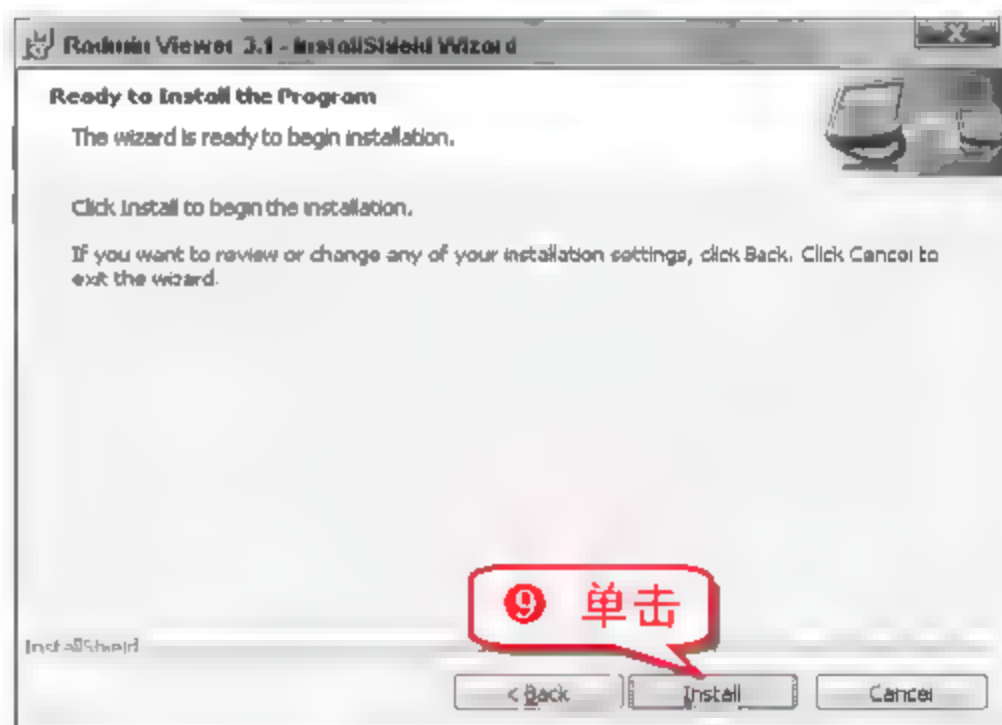 Radmin Viewer 3.1 - InstallShield Wizard
Ready to Install the Program
The wizard is ready to begin installation.
Click Install to begin the installation.
If you want to review or change any of your installation settings, click Back. Click Cancel to
exit the wizard.
❾ 单击
InstallShield
< Back
Install
Cancel